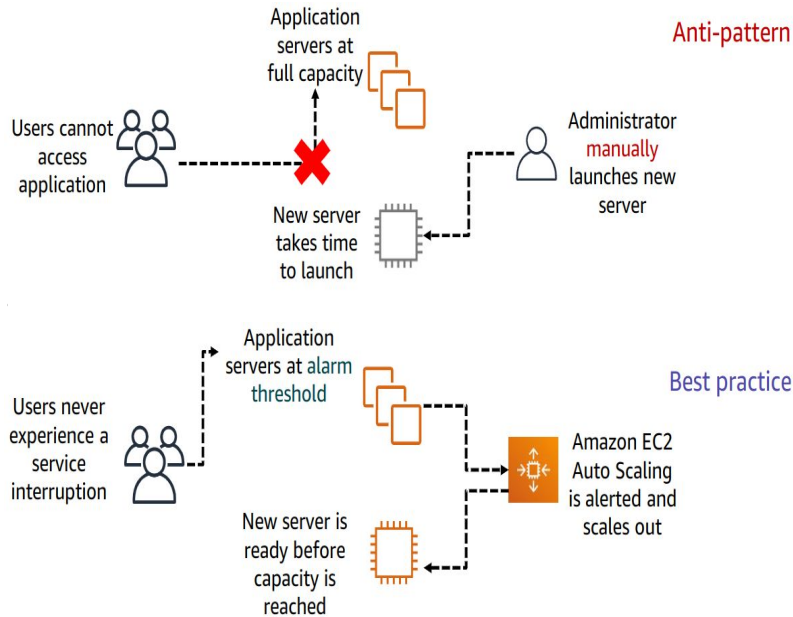 Anti-pattern
Application
servers at
full capacity
Users cannot
access
application
Administrator
manually
launches new
server
New server
takes time
to launch
Best practice
Application
servers at alarm
threshold
Users never
experience a
service
interruption
Amazon EC2
Auto Scaling
is alerted and
scales out
New server is
ready before
capacity is
reached